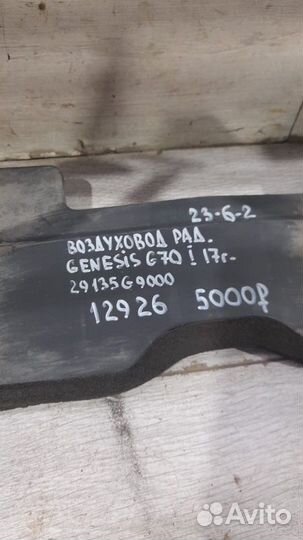 23-6-2
ВОЗДУХОВОД РАД.
GENESIS G70 I 17г-
29135G9000
12926 5000₽
Avito